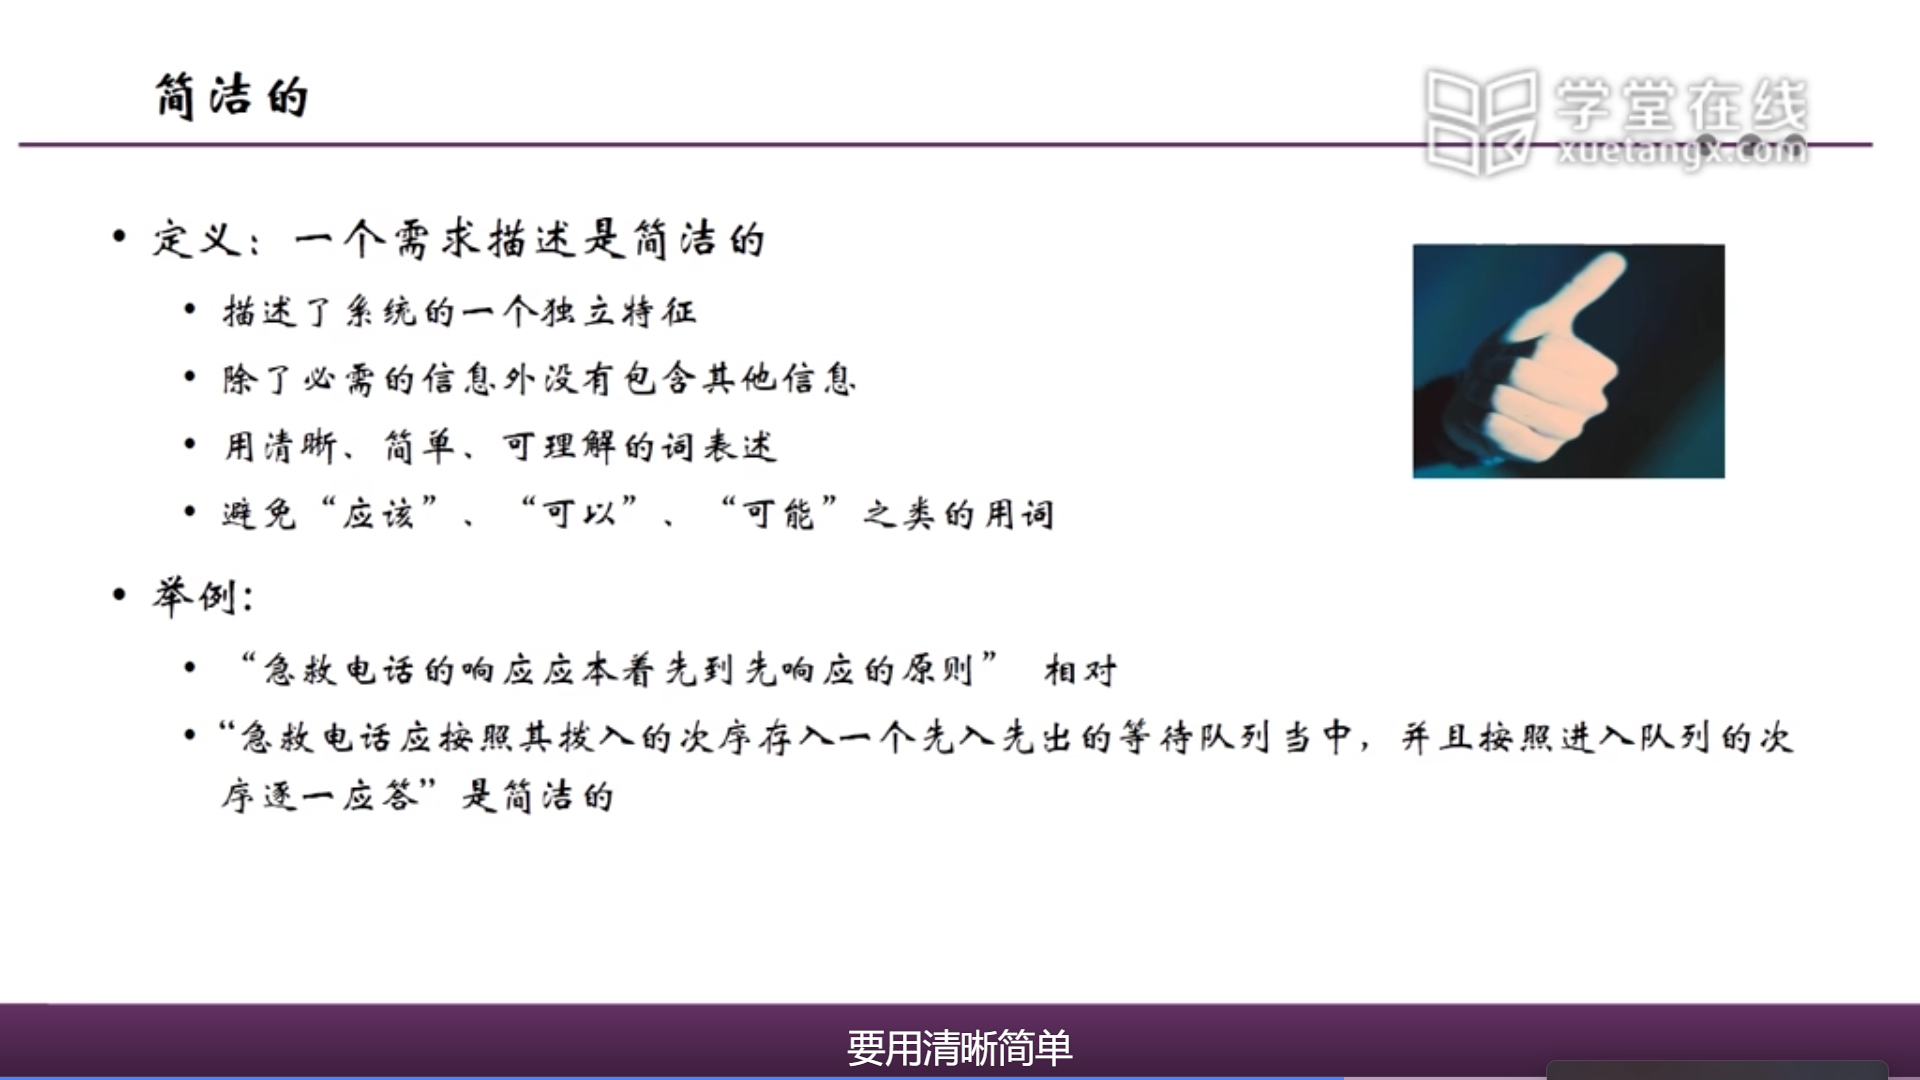 简洁的
学堂在线
xuetangx.com
• 定义：一个需求描述是简洁的
• 描述了系统的一个独立特征
• 除了必需的信息外没有包含其他信息
• 用清晰、简单、可理解的词表述
• 避免“应该”、“可以”、“可能”之类的用词
• 举例：
• “急救电话的响应应本着先到先响应的原则” 相对
• “急救电话应按照其拨入的次序存入一个先入先出的等待队列当中，并且按照进入队列的次
序逐一应答”是简洁的
要用清晰简单